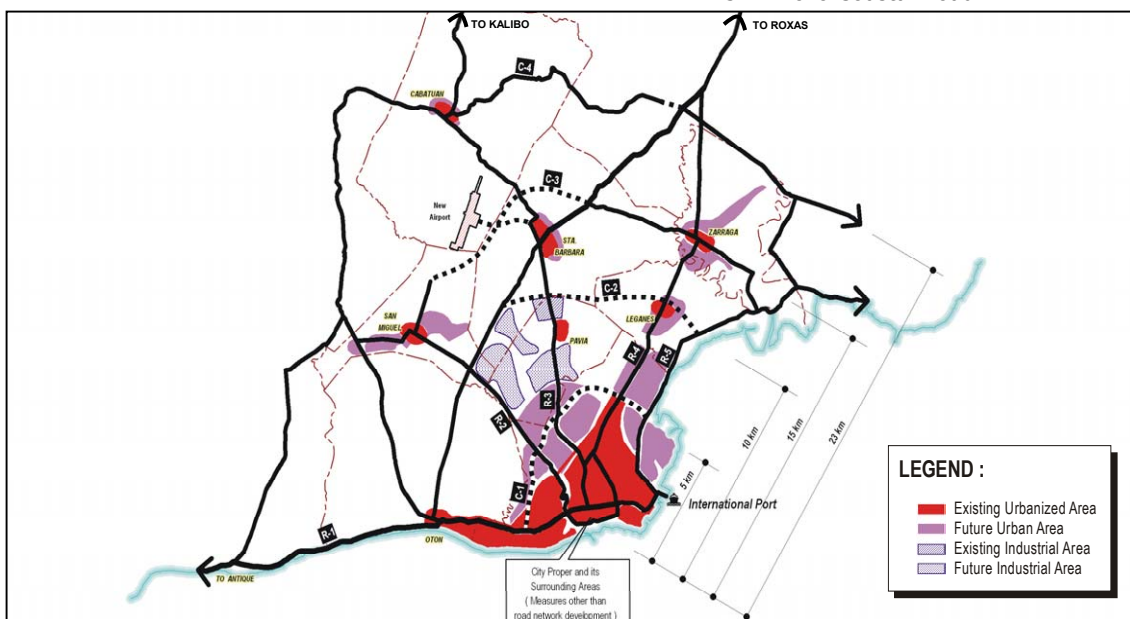 TO KALIBO
TO ROXAS
C-4
CABATUAN
C-3
New
Airport
STA.
BARBARA
ZARRAGA
C-2
SAN
MIGUEL
LEGANES
PAVIA
R-4
R-5
R-3
R-2
10 km
15 km
23 km
5 km
C-1
International Port
OTON
R-1
TO ANTIQUE
City Proper and its
Surrounding Areas
( Measures other than
road network development )
LEGEND :
Existing Urbanized Area
Future Urban Area
Existing Industrial Area
Future Industrial Area